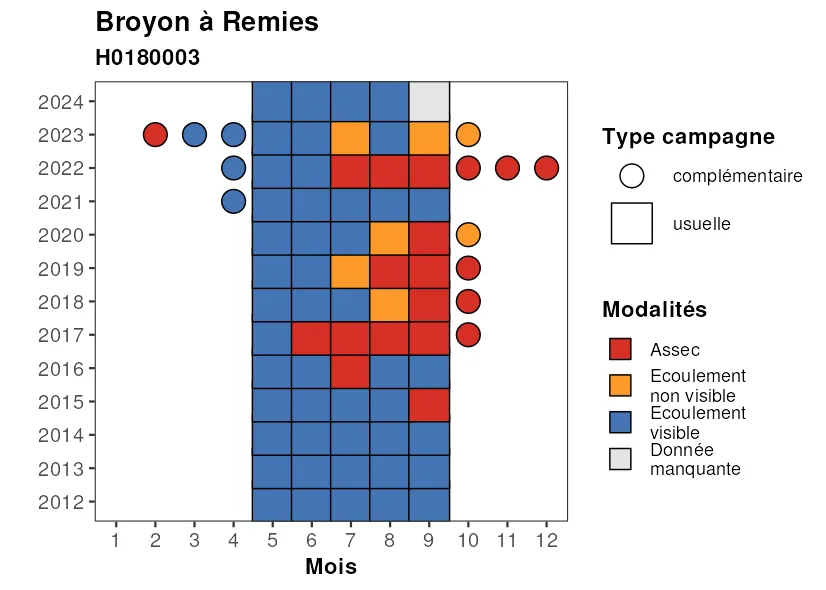 Broyon à Remies
H0180003
2024
2023
2022
2021
2020
2019
2018
2017
2016
2015
2014
2013
2012
1 2 3 4 5 6 7 8 9 10 11 12
Mois
Type campagne
complémentaire
usuelle
Modalités
Assec
Ecoulement
non visible
Ecoulement
visible
Donnée
manquante